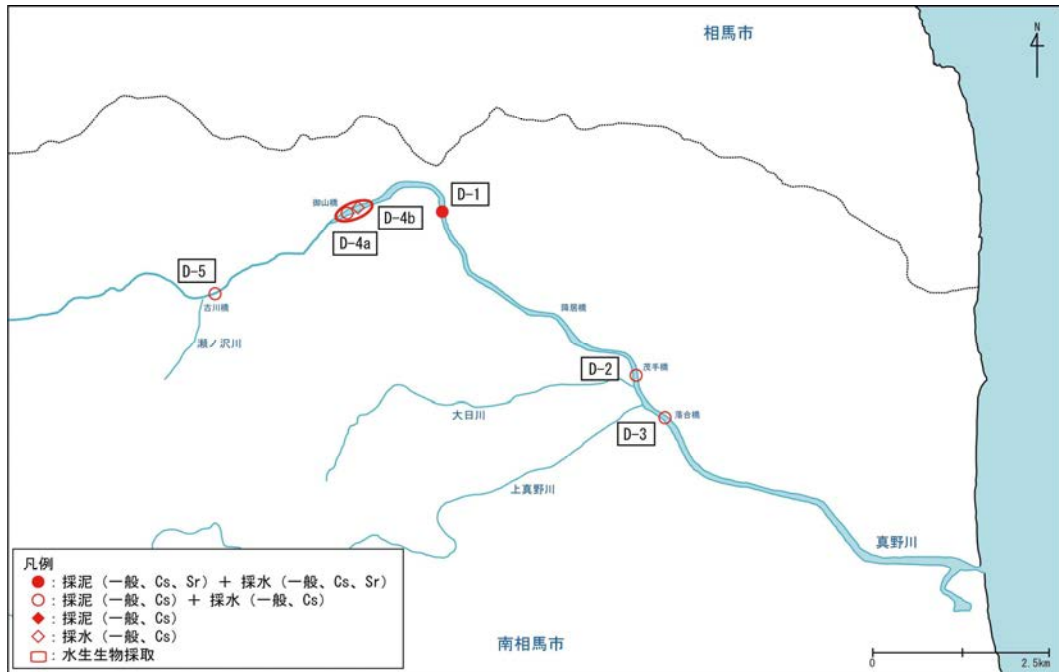 相馬市
N
D-1
御山橋
D-4b
D-4a
D-5
古川橋
瀬ノ沢川
D-2
茂手橋
大日川
落合橋
D-3
上真野川
真野川
凡例
：採泥（一般、Cs、Sr）＋ 採水（一般、Cs、Sr）
：採泥（一般、Cs）＋ 採水（一般、Cs）
：採泥（一般、Cs）
：採水（一般、Cs）
：水生生物採取
南相馬市
0
2.5km